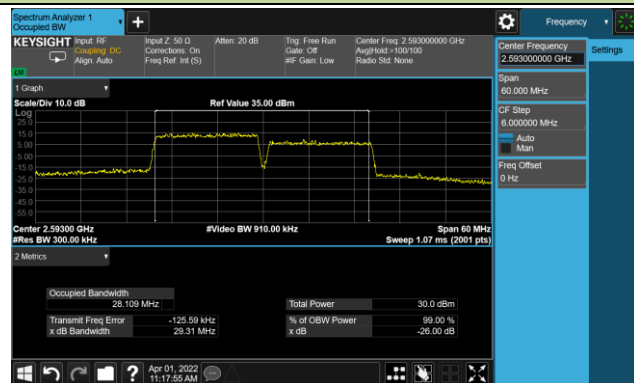 Spectrum Analyzer 1
Occupied BW
Frequency
KEYSIGHT
Input: RF
Coupling: DC
Align: Auto
Input Z: 50 Ω
Corrections: On
Freq Ref: Int (S)
Atten: 20 dB
Trig: Free Run
Gate: Off
#IF Gain: Low
Center Freq: 2.593000000 GHz
Avg|Hold:>100/100
Radio Std: None
Center Frequency
2.593000000 GHz
Settings
Span
60.000 MHz
CF Step
6.000000 MHz
Auto
Man
Freq Offset
0 Hz
1 Graph
Scale/Div 10.0 dB
Ref Value 35.00 dBm
Log
25.0
15.0
5.00
-5.00
-15.0
-25.0
-35.0
-45.0
-55.0
Center 2.59300 GHz
#Video BW 910.00 kHz
Span 60 MHz
#Res BW 300.00 kHz
Sweep 1.07 ms (2001 pts)
2 Metrics
Occupied Bandwidth
28.109 MHz
Total Power 30.0 dBm
Transmit Freq Error -125.59 kHz
% of OBW Power 99.00 %
x dB Bandwidth 29.31 MHz
x dB -26.00 dB
?
Apr 01, 2022
11:17:55 AM